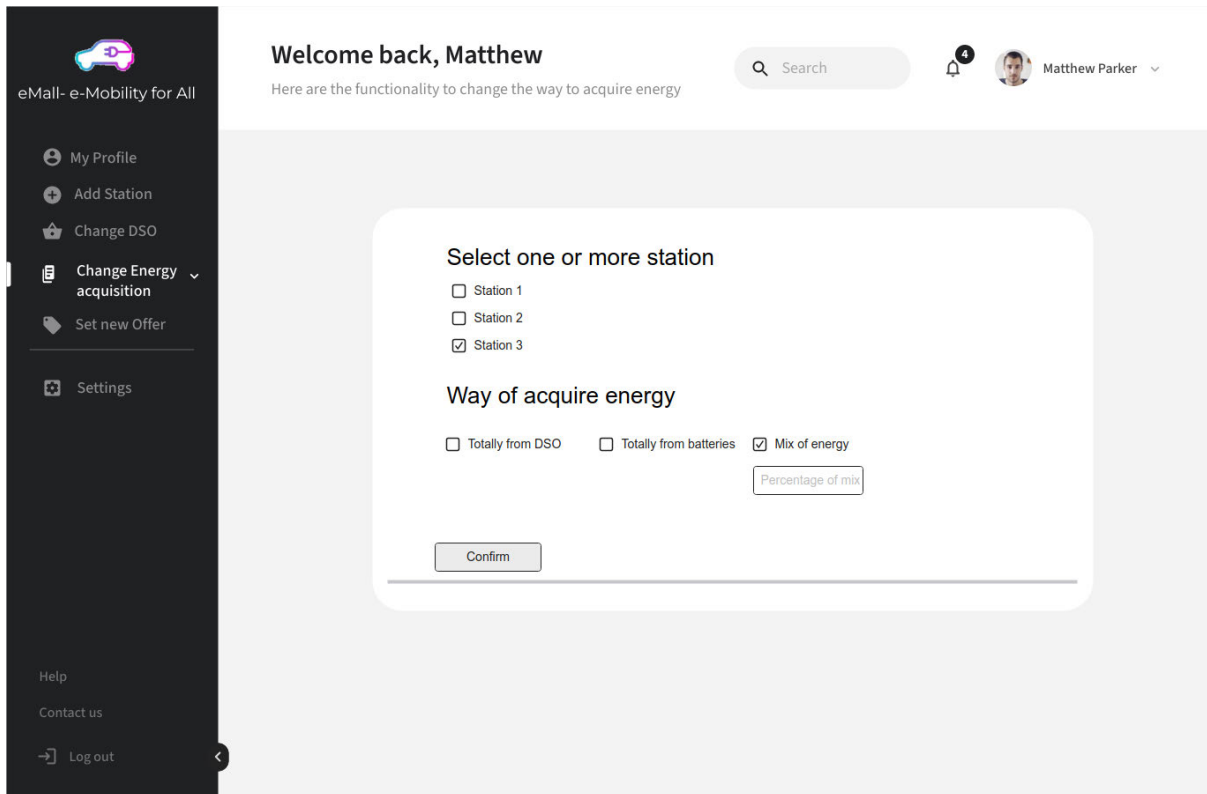 eMall- e-Mobility for All
My Profile
Add Station
Change DSO
Change Energy
acquisition
Set new Offer
Settings
Help
Contact us
Log out
Welcome back, Matthew
Here are the functionality to change the way to acquire energy
Search
4
Matthew Parker
Select one or more station
Station 1
Station 2
Station 3
Way of acquire energy
Totally from DSO Totally from batteries Mix of energy
Percentage of mix
Confirm